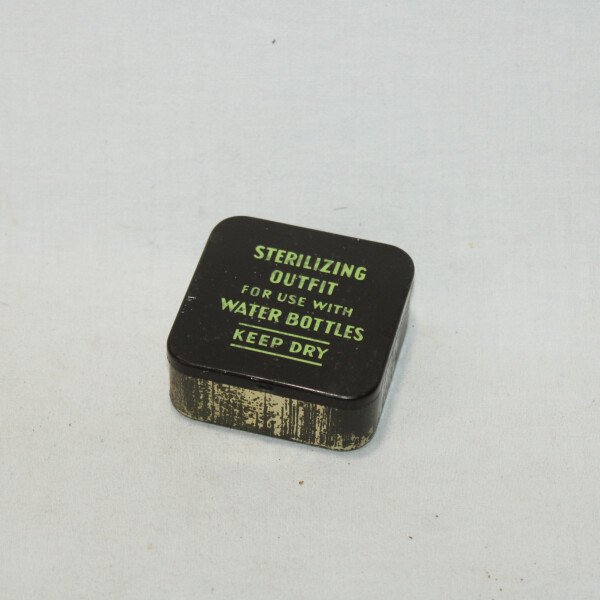 STERILIZING
OUTFIT
FOR USE WITH
WATER BOTTLES
KEEP DRY